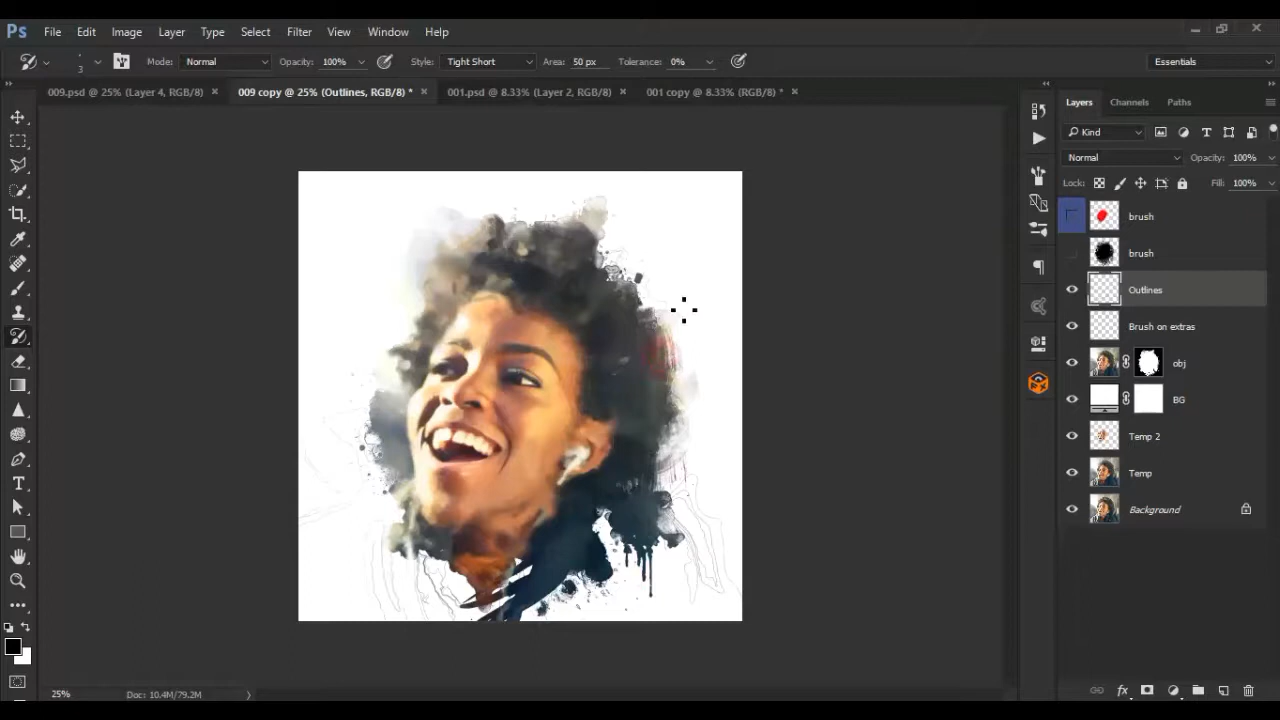 Ps File Edit Image Layer Type Select Filter View Window Help
3 Mode: Normal Opacity: 100% Style: Tight Short Area: 50 px Tolerance: 0% Essentials
009.psd @ 25% (Layer 4, RGB/8) × 009 copy @ 25% (Outlines, RGB/8) * × 001.psd @ 8.33% (Layer 2, RGB/8) × 001 copy @ 8.33% (RGB/8) * ×
Layers Channels Paths
Kind
Normal Opacity: 100%
Lock: Fill: 100%
brush
brush
Outlines
Brush on extras
obj
BG
Temp 2
Temp
Background
25% Doc: 10.4M/79.2M